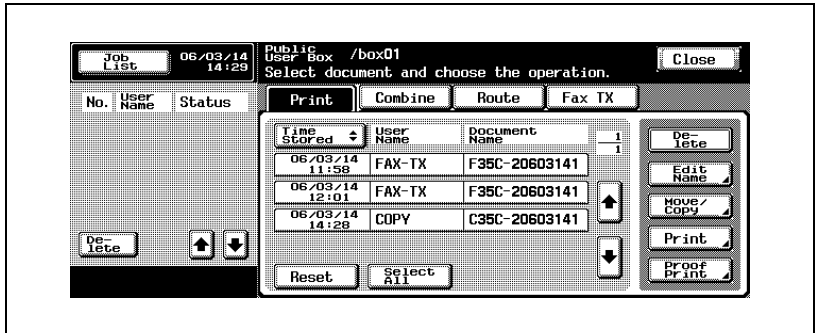 Job List
06/03/14 14:29
Public User Box /box01
Select document and choose the operation.
Close
No. User Name Status
De-lete
Print Combine Route Fax TX
Time Stored User Name Document Name 1/1
06/03/14 11:58 FAX-TX F35C-20603141
06/03/14 12:01 FAX-TX F35C-20603141
06/03/14 14:28 COPY C35C-20603141
Reset Select All
De-lete
Edit Name
Move/Copy
Print
Proof Print